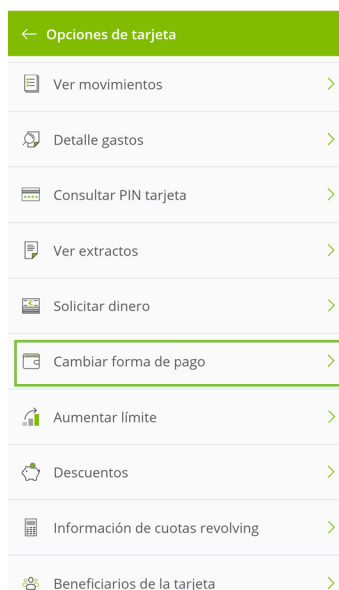 Opciones de tarjeta
Ver movimientos
Detalle gastos
Consultar PIN tarjeta
Ver extractos
Solicitar dinero
Cambiar forma de pago
Aumentar límite
Descuentos
Información de cuotas revolving
Beneficiarios de la tarjeta